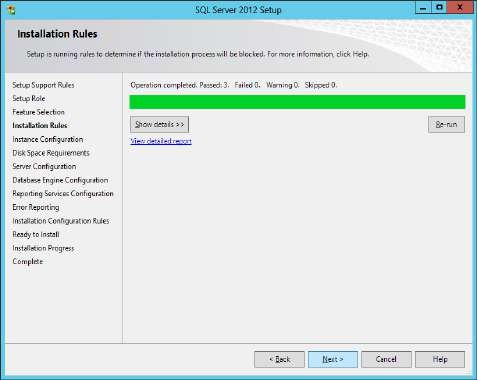 SQL Server 2012 Setup
Installation Rules
Setup is running rules to determine if the installation process will be blocked. For more information, click Help.
Setup Support Rules
Setup Role
Feature Selection
Installation Rules
Instance Configuration
Disk Space Requirements
Server Configuration
Database Engine Configuration
Reporting Services Configuration
Error Reporting
Installation Configuration Rules
Ready to Install
Installation Progress
Complete
Operation completed. Passed: 3. Failed 0. Warning 0. Skipped 0.
Show details >>
Re-run
View detailed report
< Back
Next >
Cancel
Help